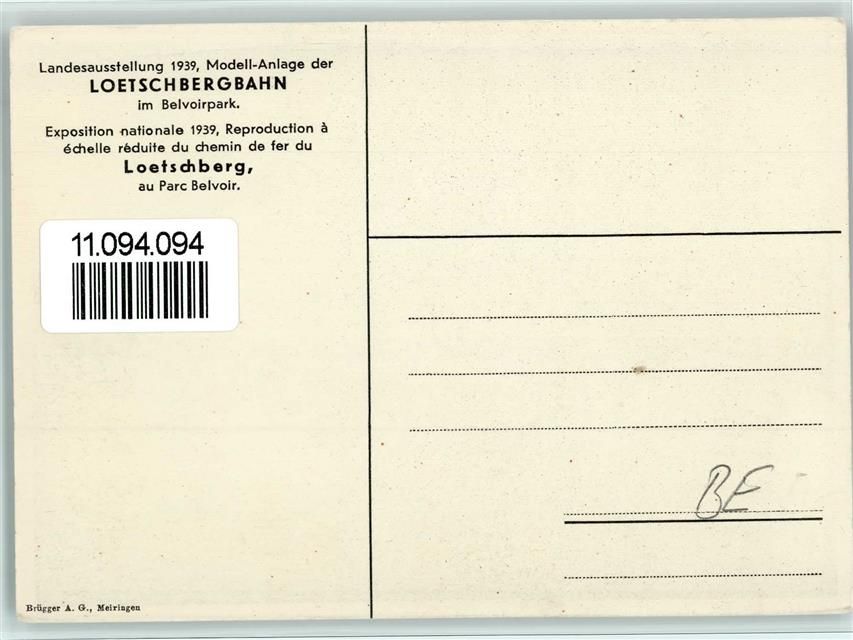 Landesausstellung 1939, Modell-Anlage der
LOETSCHBERGBAHN
im Belvoirpark.
Exposition nationale 1939, Reproduction à
échelle réduite du chemin de fer du
Loetschberg,
au Parc Belvoir.
11.094.094
BE
Brügger A. G., Meiringen